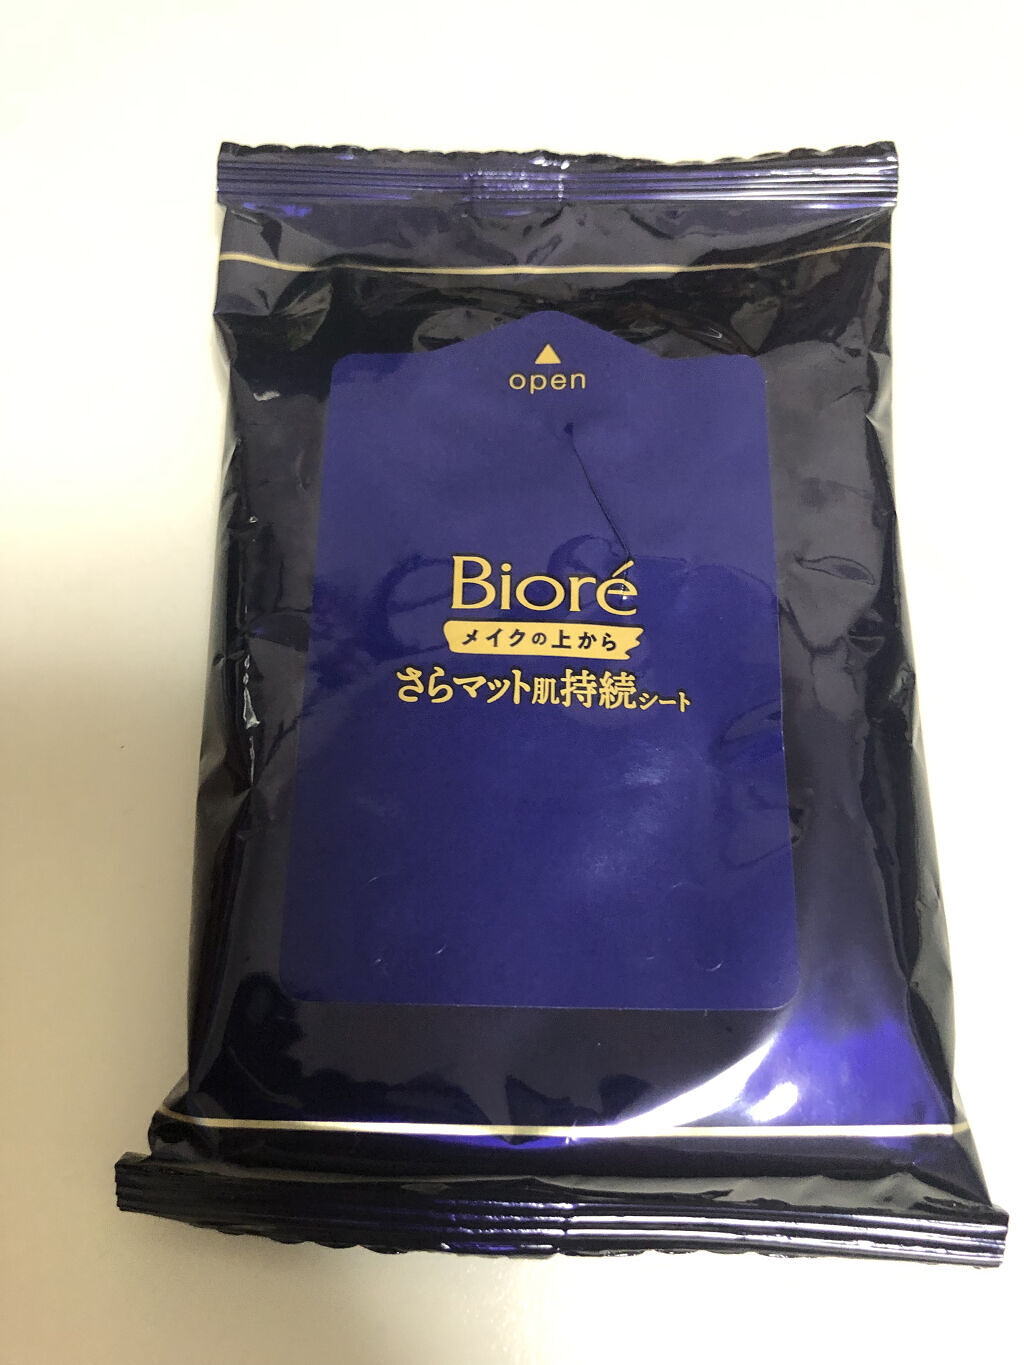 open
Bioré
メイクの上から
さらマット肌持続シート